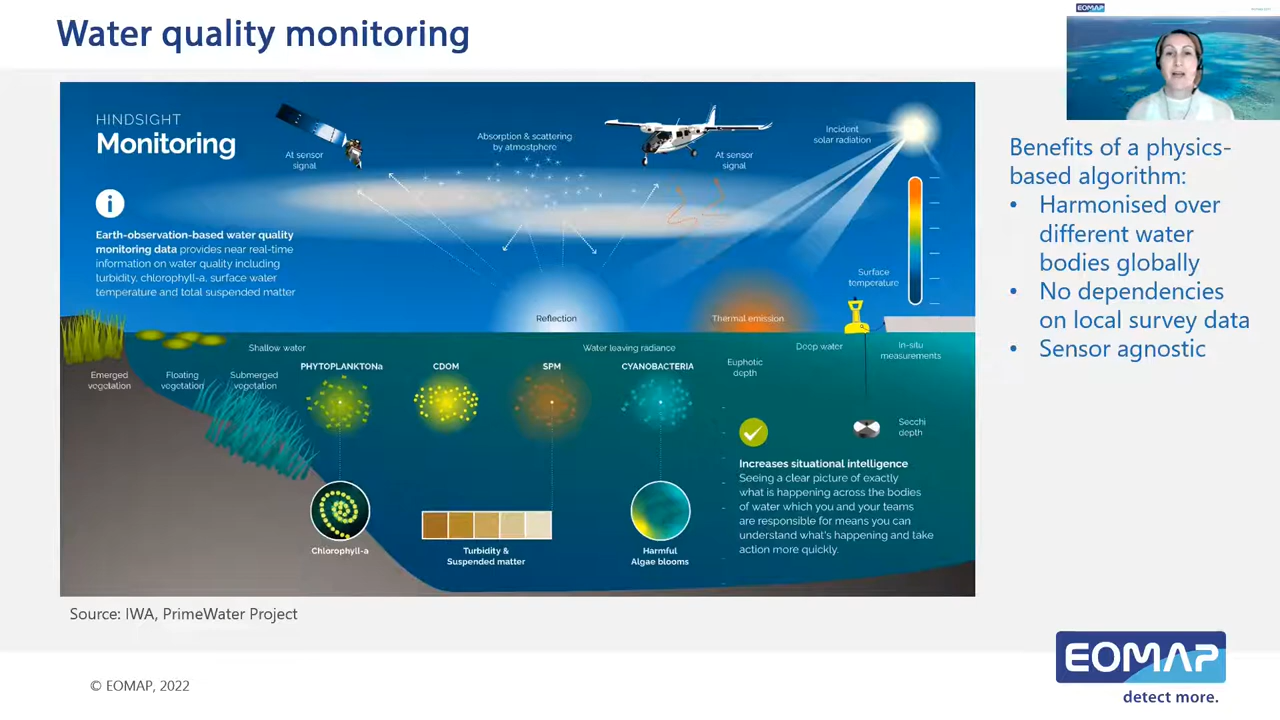 Water quality monitoring
EOMAP
HINDSIGHT
Monitoring
At sensor
signal
Absorption & scattering
by atmostphere
At sensor
signal
Incident
solar radiation
Earth-observation-based water quality
monitoring data provides near real-time
information on water quality including
turbidity, chlorophyll-a, surface water
temperature and total suspended matter
Surface
temperature
Reflection
Thermal emission
Shallow water
Water leaving radiance
Deep water
In-situ
measurements
Emerged
vegetation
Floating
vegetation
Submerged
vegetation
PHYTOPLANKTONa
CDOM
SPM
CYANOBACTERIA
Euphotic
depth
Secchi
depth
Increases situational intelligence
Seeing a clear picture of exactly
what is happening across the bodies
of water which you and your teams
are responsible for means you can
understand what's happening and take
action more quickly.
Chlorophyll-a
Turbidity &
Suspended matter
Harmful
Algae blooms
Benefits of a physics-
based algorithm:
• Harmonised over
different water
bodies globally
• No dependencies
on local survey data
• Sensor agnostic
Source: IWA, PrimeWater Project
© EOMAP, 2022
EOMAP
detect more.